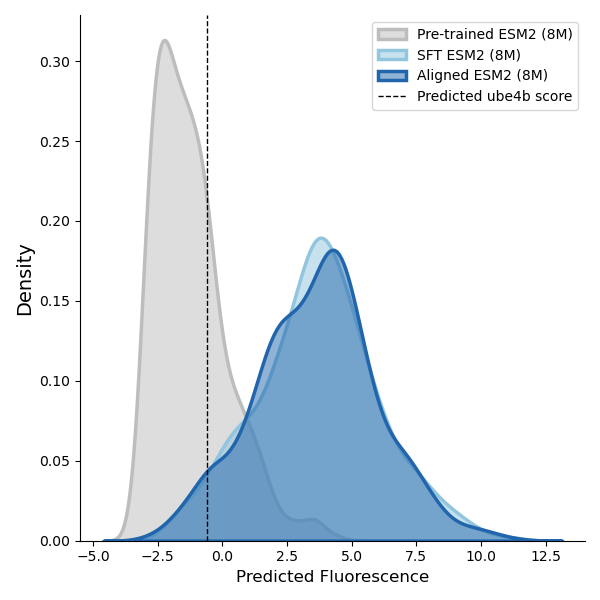 Pre-trained ESM2 (8M)
SFT ESM2 (8M)
Aligned ESM2 (8M)
Predicted ube4b score
Density
0.30
0.25
0.20
0.15
0.10
0.05
0.00
−5.0 −2.5 0.0 2.5 5.0 7.5 10.0 12.5
Predicted Fluorescence